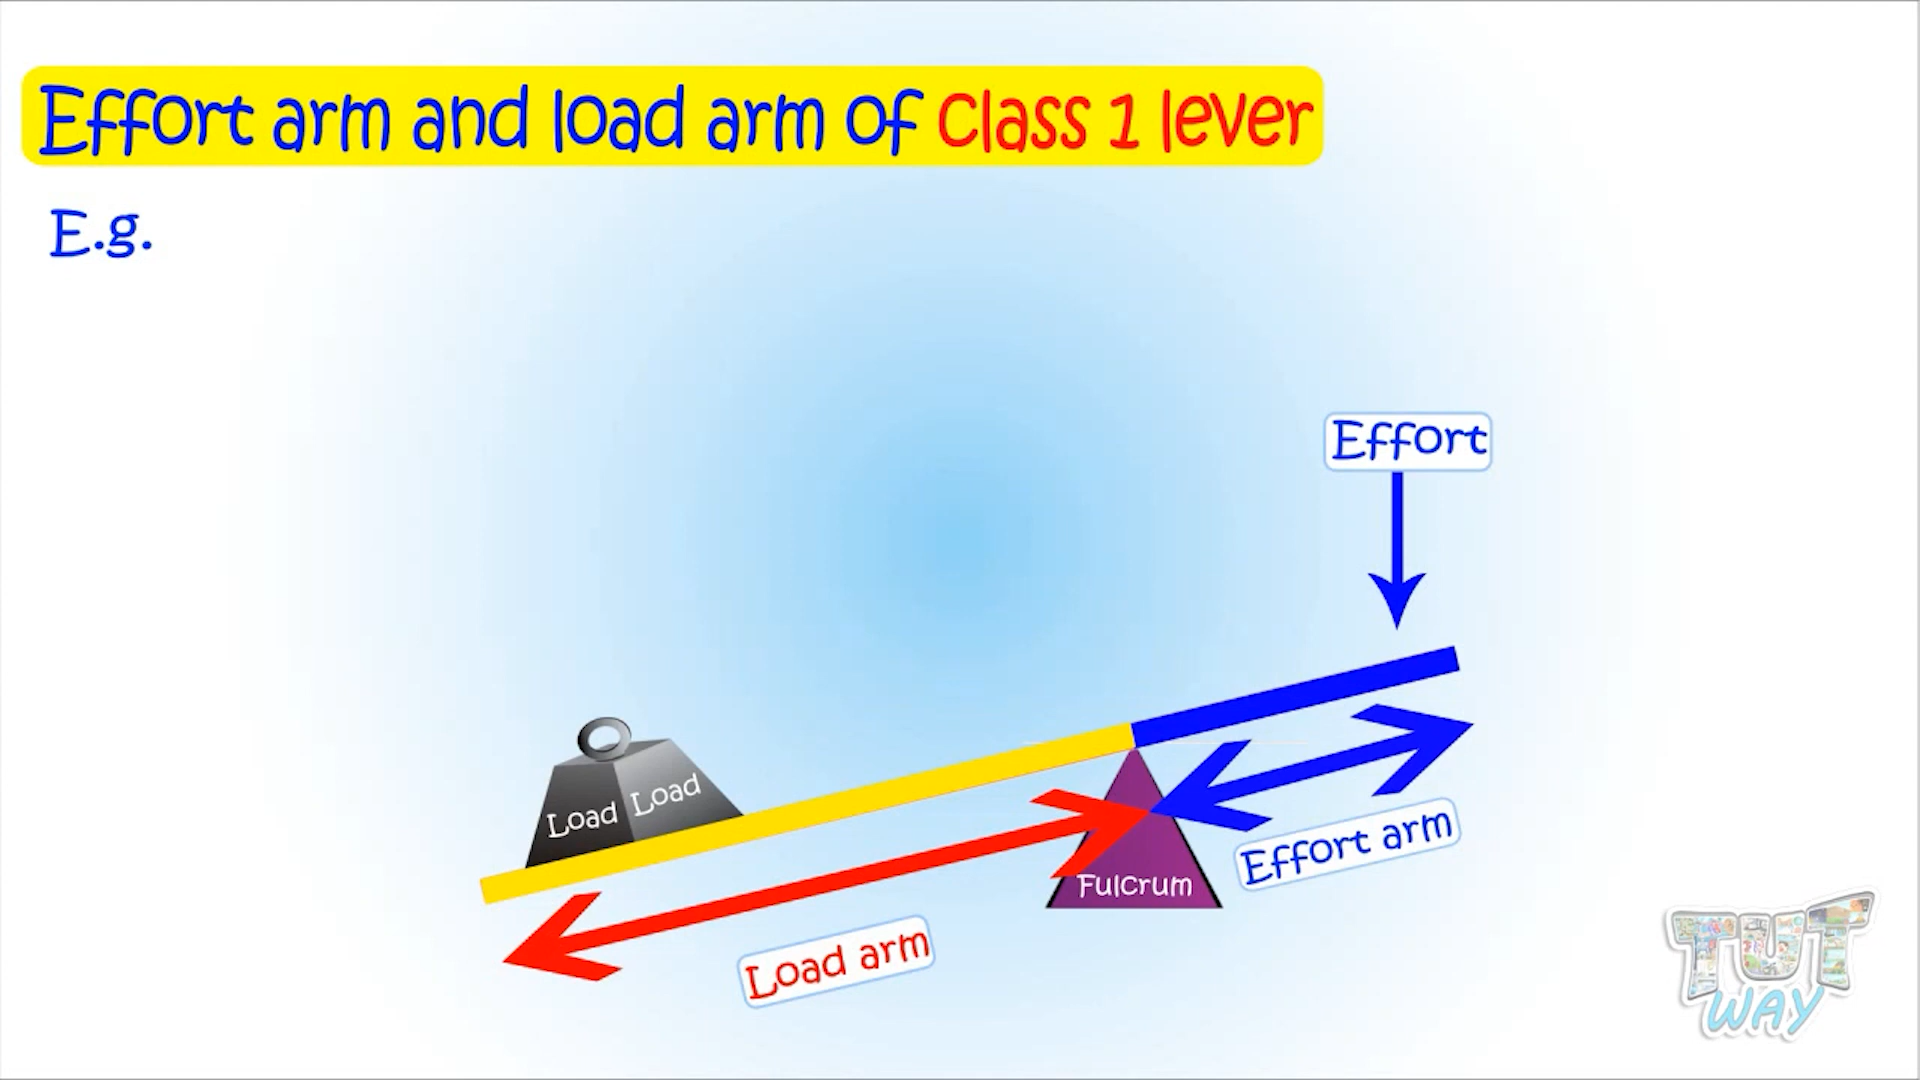 Effort arm and load arm of Class 1 lever
E.g.
Effort
Load Load
Fulcrum
Effort arm
Load arm
TUT
WAY